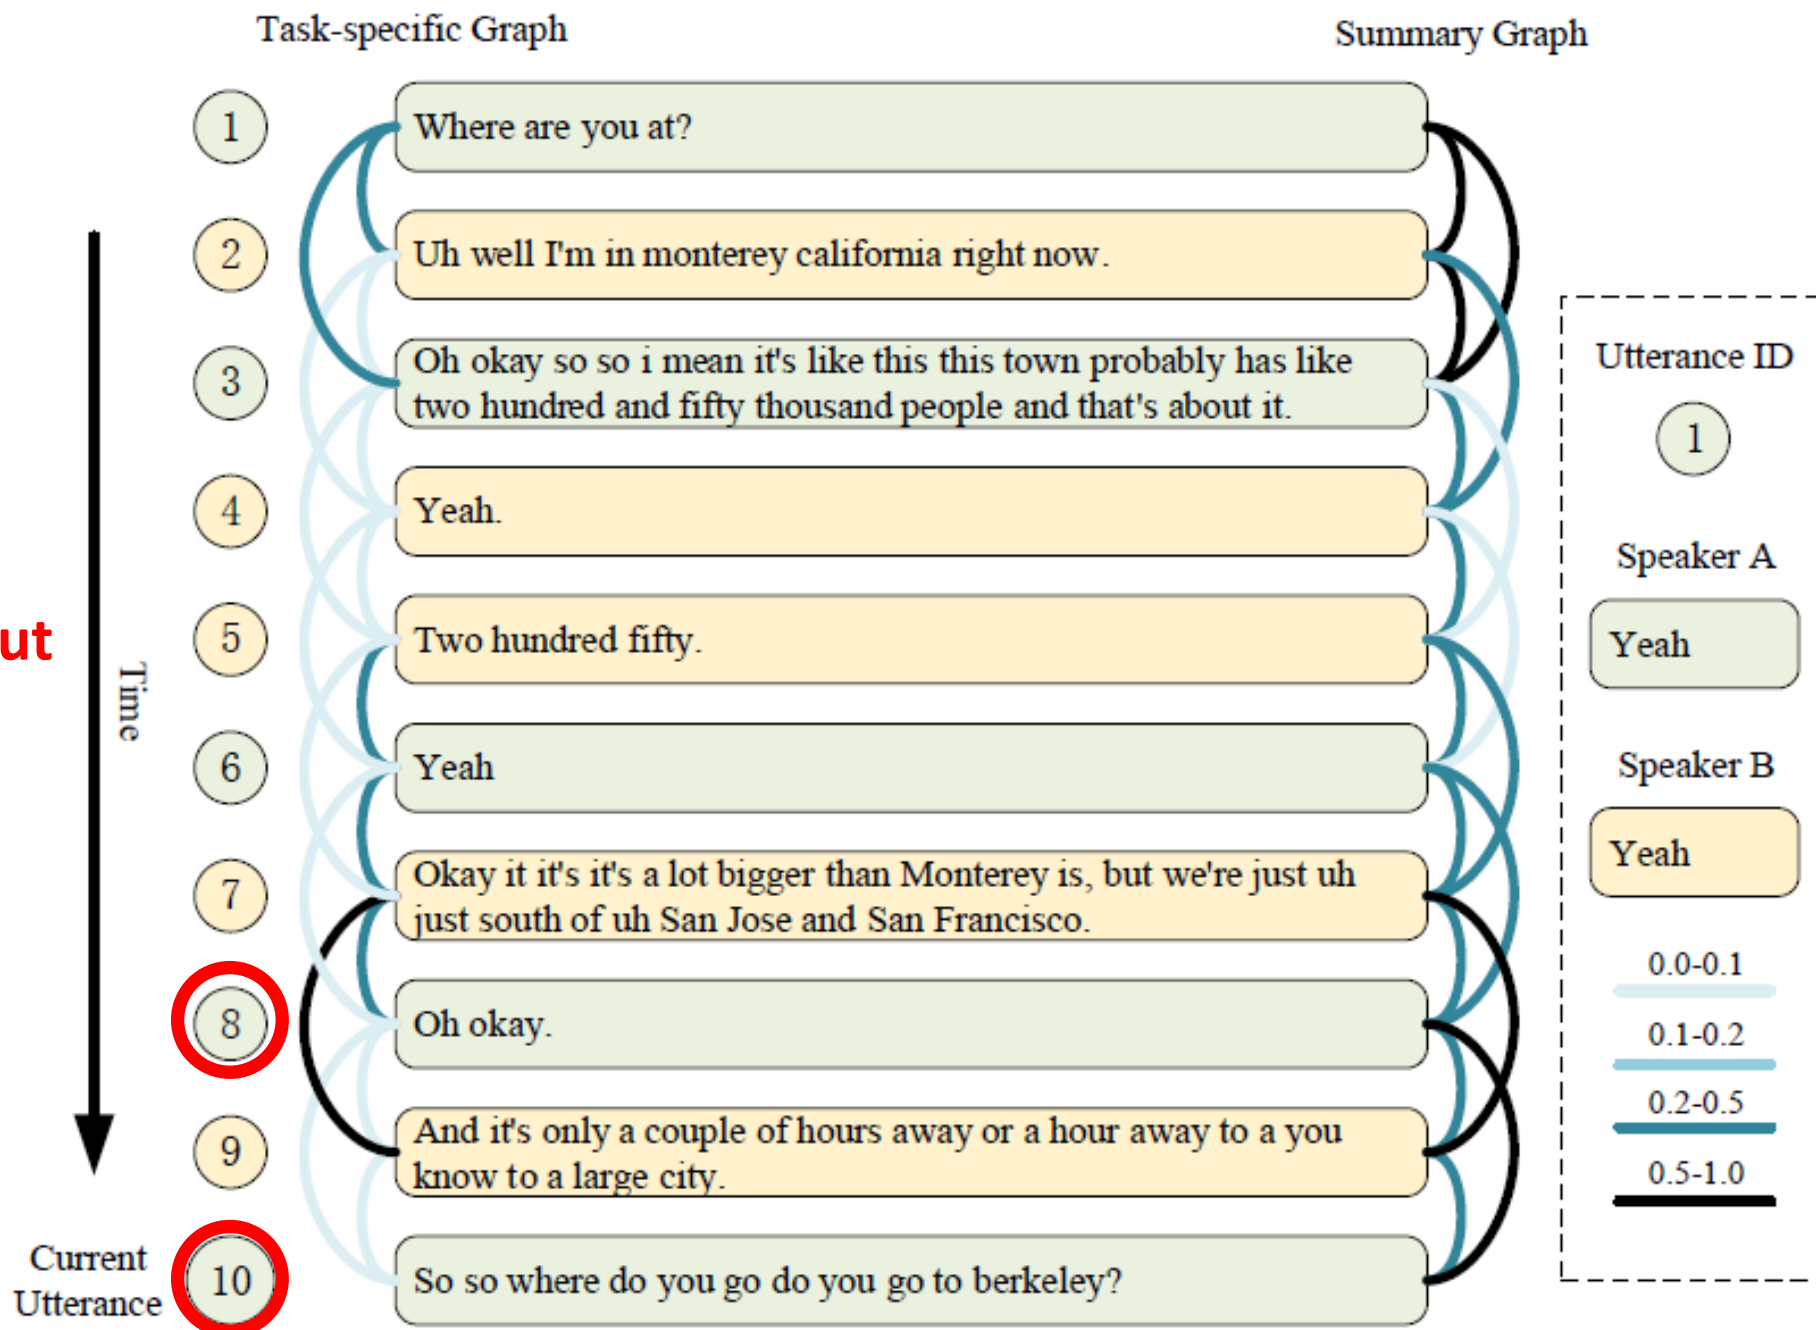 Task-specific Graph
Summary Graph
1
Where are you at?
2
Uh well I'm in monterey california right now.
3
Oh okay so so i mean it's like this this town probably has like
two hundred and fifty thousand people and that's about it.
4
Yeah.
5
Two hundred fifty.
6
Yeah
7
Okay it it's it's a lot bigger than Monterey is, but we're just uh
just south of uh San Jose and San Francisco.
8
Oh okay.
9
And it's only a couple of hours away or a hour away to a you
know to a large city.
10
So so where do you go do you go to berkeley?
ut
Time
Current
Utterance
Utterance ID
1
Speaker A
Yeah
Speaker B
Yeah
0.0-0.1
0.1-0.2
0.2-0.5
0.5-1.0